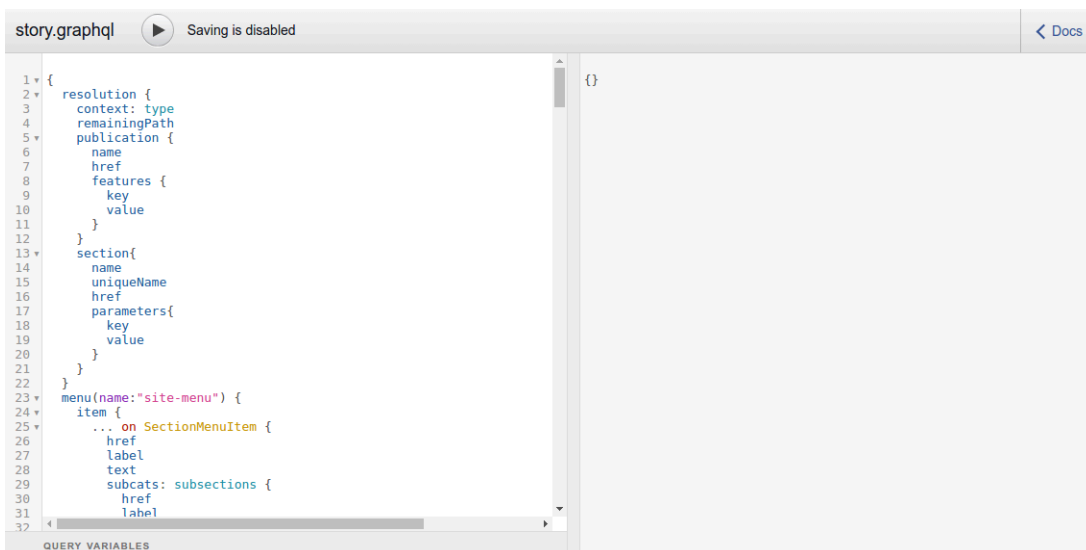 story.graphql Saving is disabled Docs
1 {
2 resolution {
3 context: type
4 remainingPath
5 publication {
6 name
7 href
8 features {
9 key
10 value
11 }
12 }
13 section{
14 name
15 uniqueName
16 href
17 parameters{
18 key
19 value
20 }
21 }
22 }
23 menu(name:"site-menu") {
24 item {
25 ... on SectionMenuItem {
26 href
27 label
28 text
29 subcats: subsections {
30 href
31 label
32
QUERY VARIABLES
{}